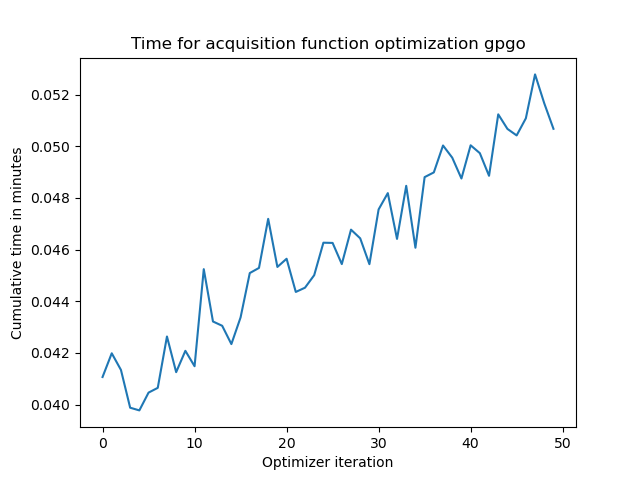 Time for acquisition function optimization gpgo
Cumulative time in minutes
0.052
0.050
0.048
0.046
0.044
0.042
0.040
0 10 20 30 40 50
Optimizer iteration